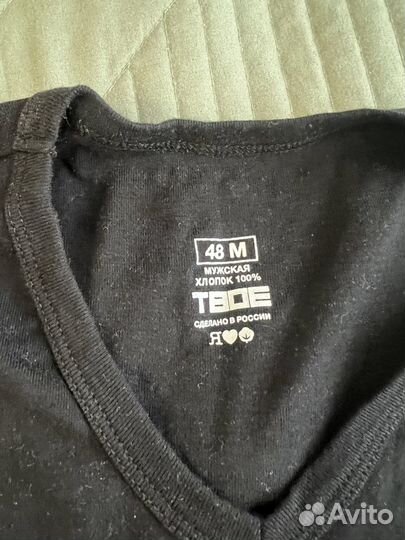 48 M
МУЖСКАЯ
ХЛОПОК 100%
ТВОЕ
СДЕЛАНО В РОССИИ
Я
Avito